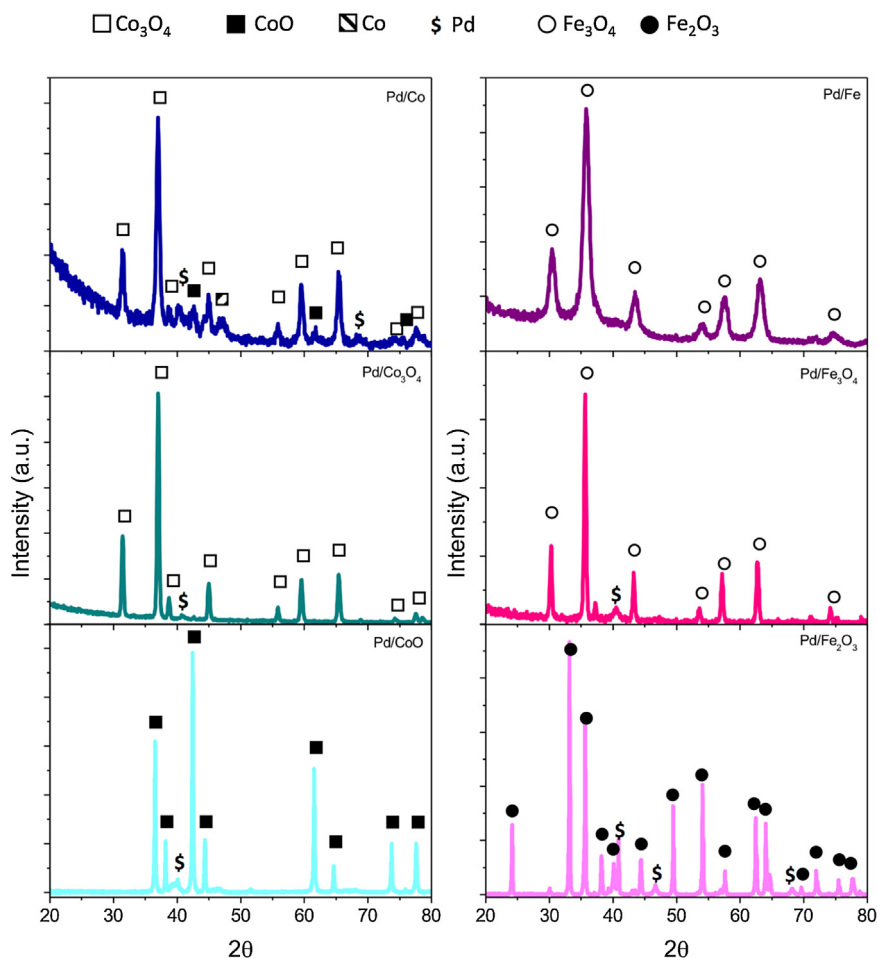 Co₃O₄ CoO Co $ Pd Fe₃O₄ Fe₂O₃
Pd/Co
$
$
Pd/Fe
Pd/Co₃O₄
$
Pd/Fe₃O₄
$
Pd/CoO
$
Pd/Fe₂O₃
$
$
$
Intensity (a.u.)
Intensity (a.u.)
20 30 40 50 60 70 80
20 30 40 50 60 70 80
2θ
2θ